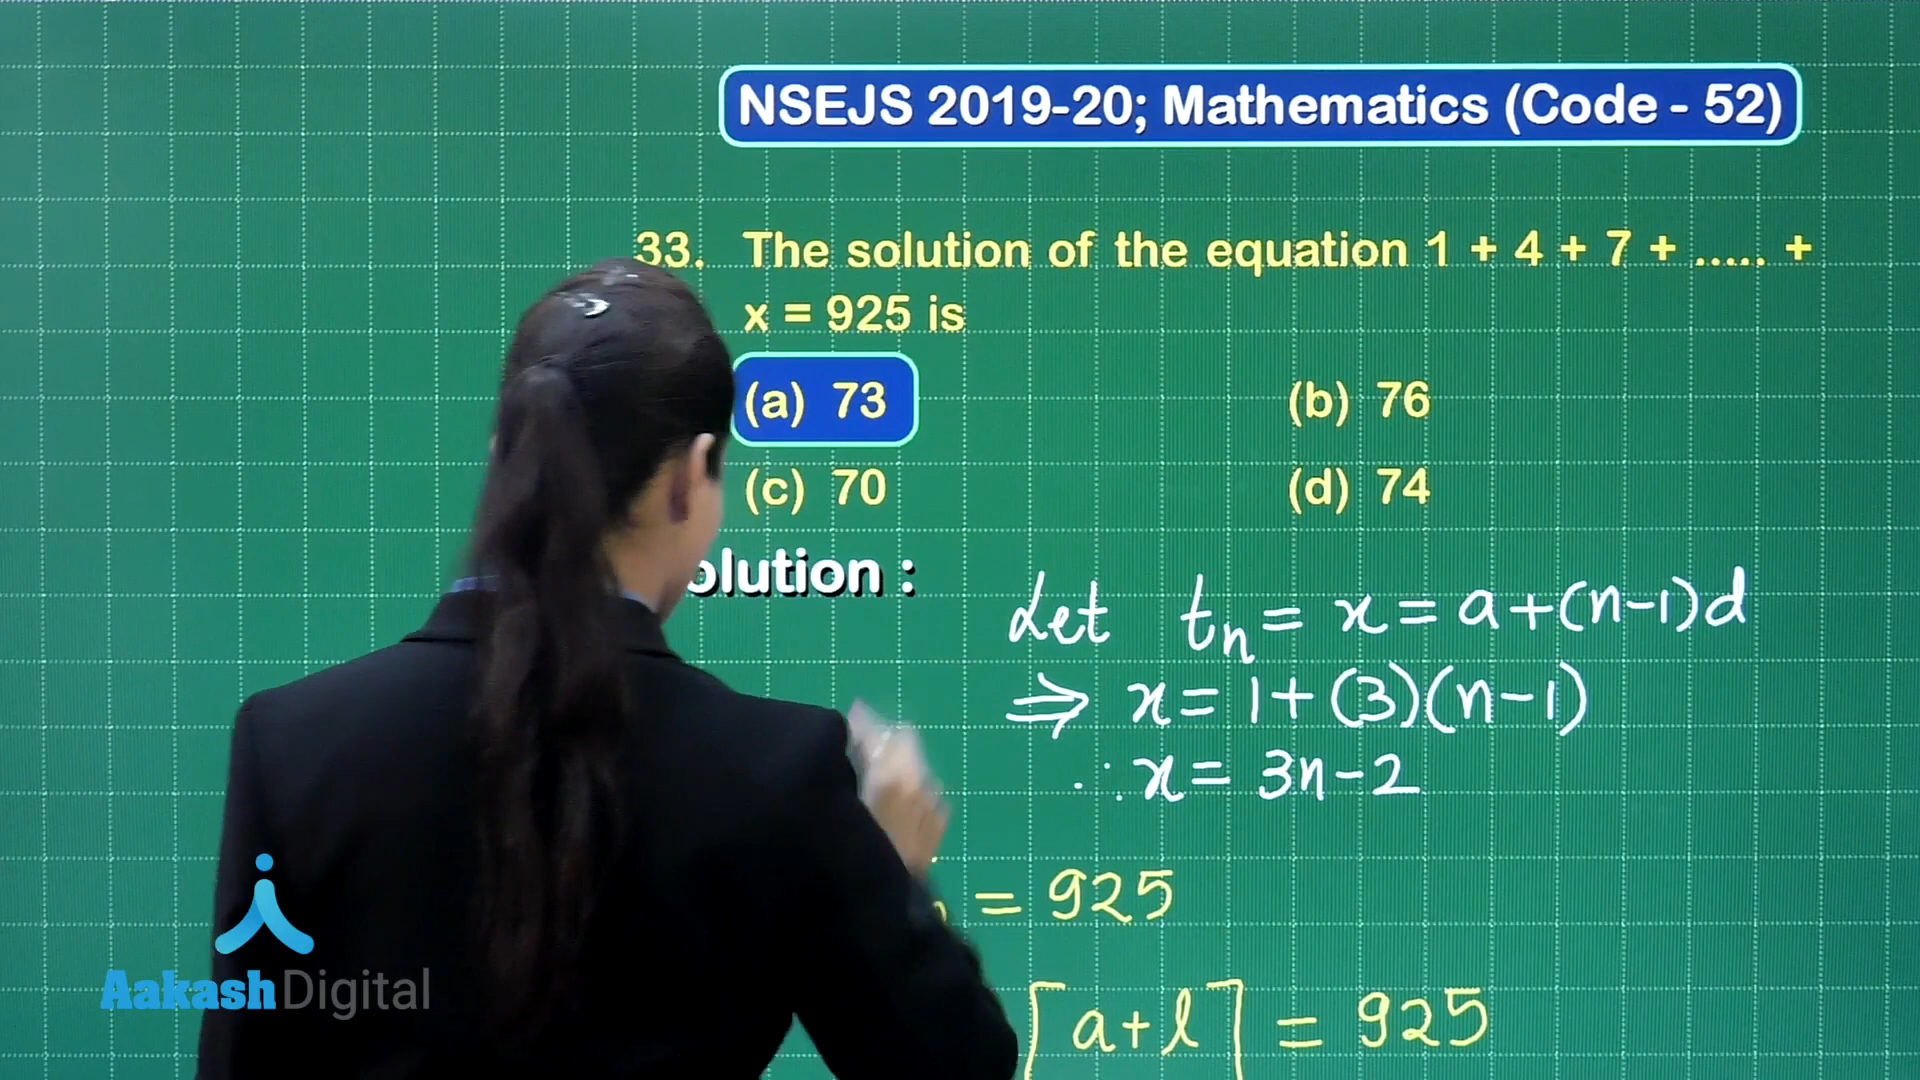 NSEJS 2019-20; Mathematics (Code - 52)
33. The solution of the equation 1 + 4 + 7 + ..... +
x = 925 is
(a) 73 (b) 76
(c) 70 (d) 74
olution :
Let tn = x = a+(n-1)d
⇒ x = 1+(3)(n-1)
∴ x = 3n-2
= 925
[a+l] = 925
Aakash Digital